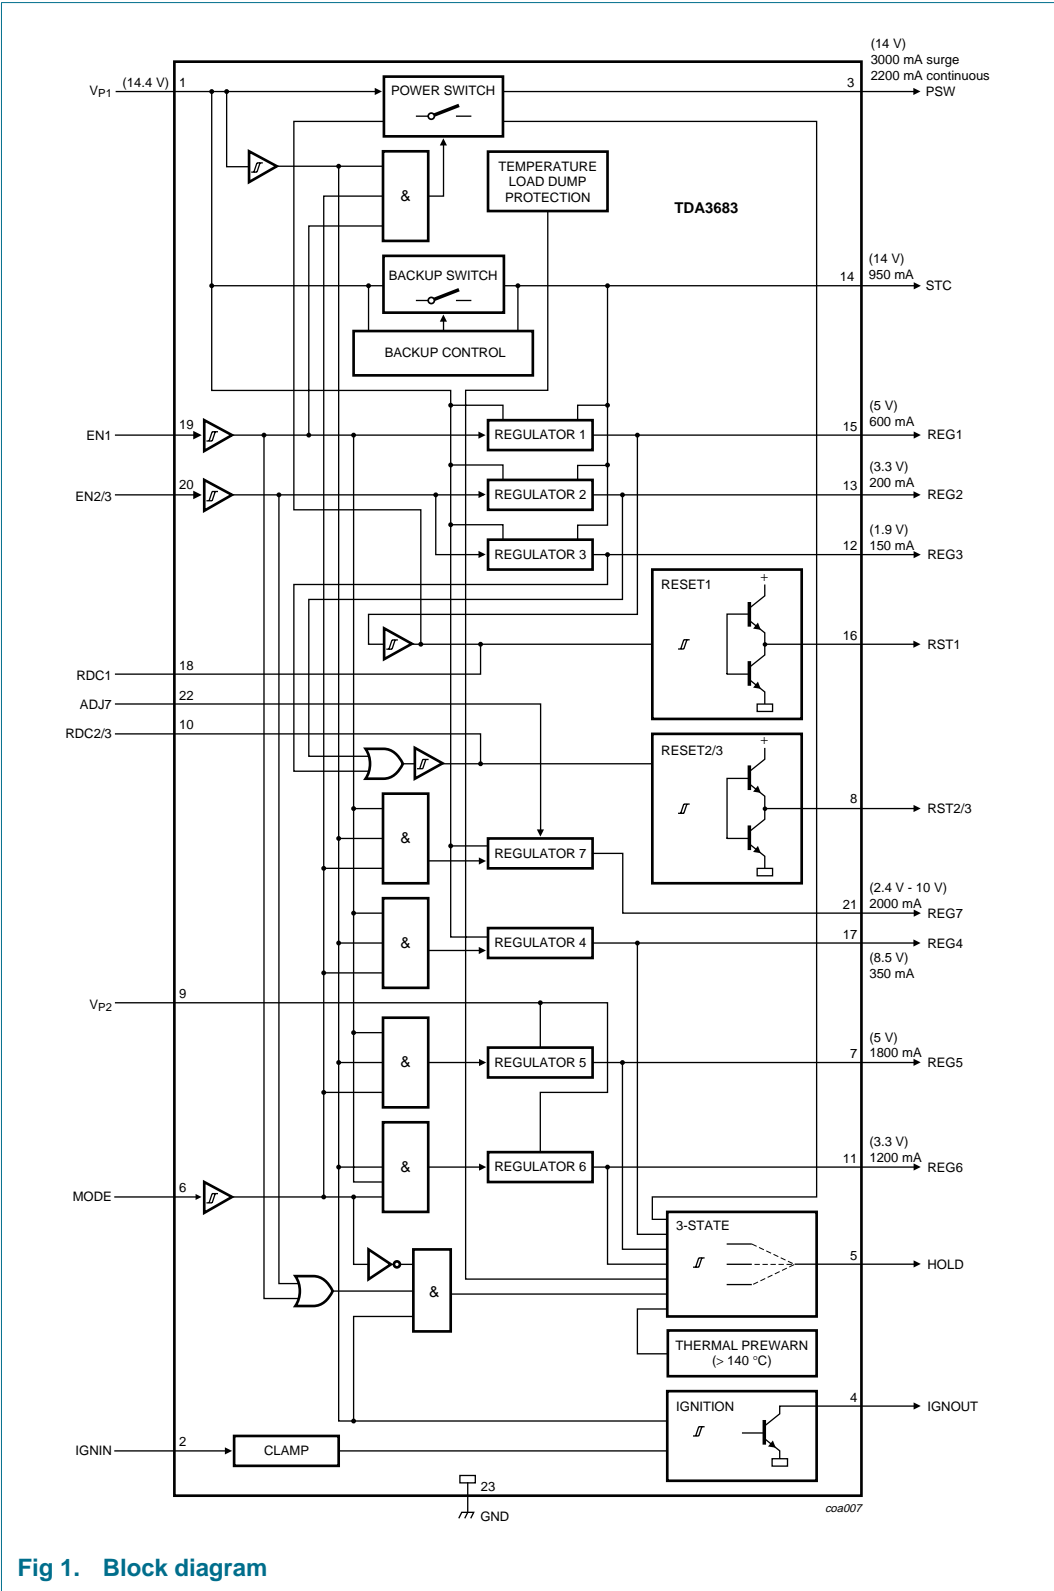 (14 V)
3000 mA surge
2200 mA continuous
VP1 (14.4 V) 1
POWER SWITCH
3 PSW
&
TEMPERATURE
LOAD DUMP
PROTECTION
TDA3683
BACKUP SWITCH
(14 V)
14 950 mA STC
BACKUP CONTROL
EN1 19
REGULATOR 1
(5 V)
15 600 mA REG1
EN2/3 20
REGULATOR 2
(3.3 V)
13 200 mA REG2
REGULATOR 3
(1.9 V)
12 150 mA REG3
RESET1
+
16 RST1
RDC1 18
ADJ7 22
RDC2/3 10
RESET2/3
+
8 RST2/3
&
REGULATOR 7
(2.4 V - 10 V)
21 2000 mA REG7
&
REGULATOR 4
17 REG4
(8.5 V)
350 mA
VP2 9
&
REGULATOR 5
(5 V)
7 1800 mA REG5
&
REGULATOR 6
(3.3 V)
11 1200 mA REG6
MODE 6
3-STATE
5 HOLD
&
THERMAL PREWARN
(> 140 °C)
IGNITION
4 IGNOUT
IGNIN 2
CLAMP
23
GND
coa007
Fig 1. Block diagram